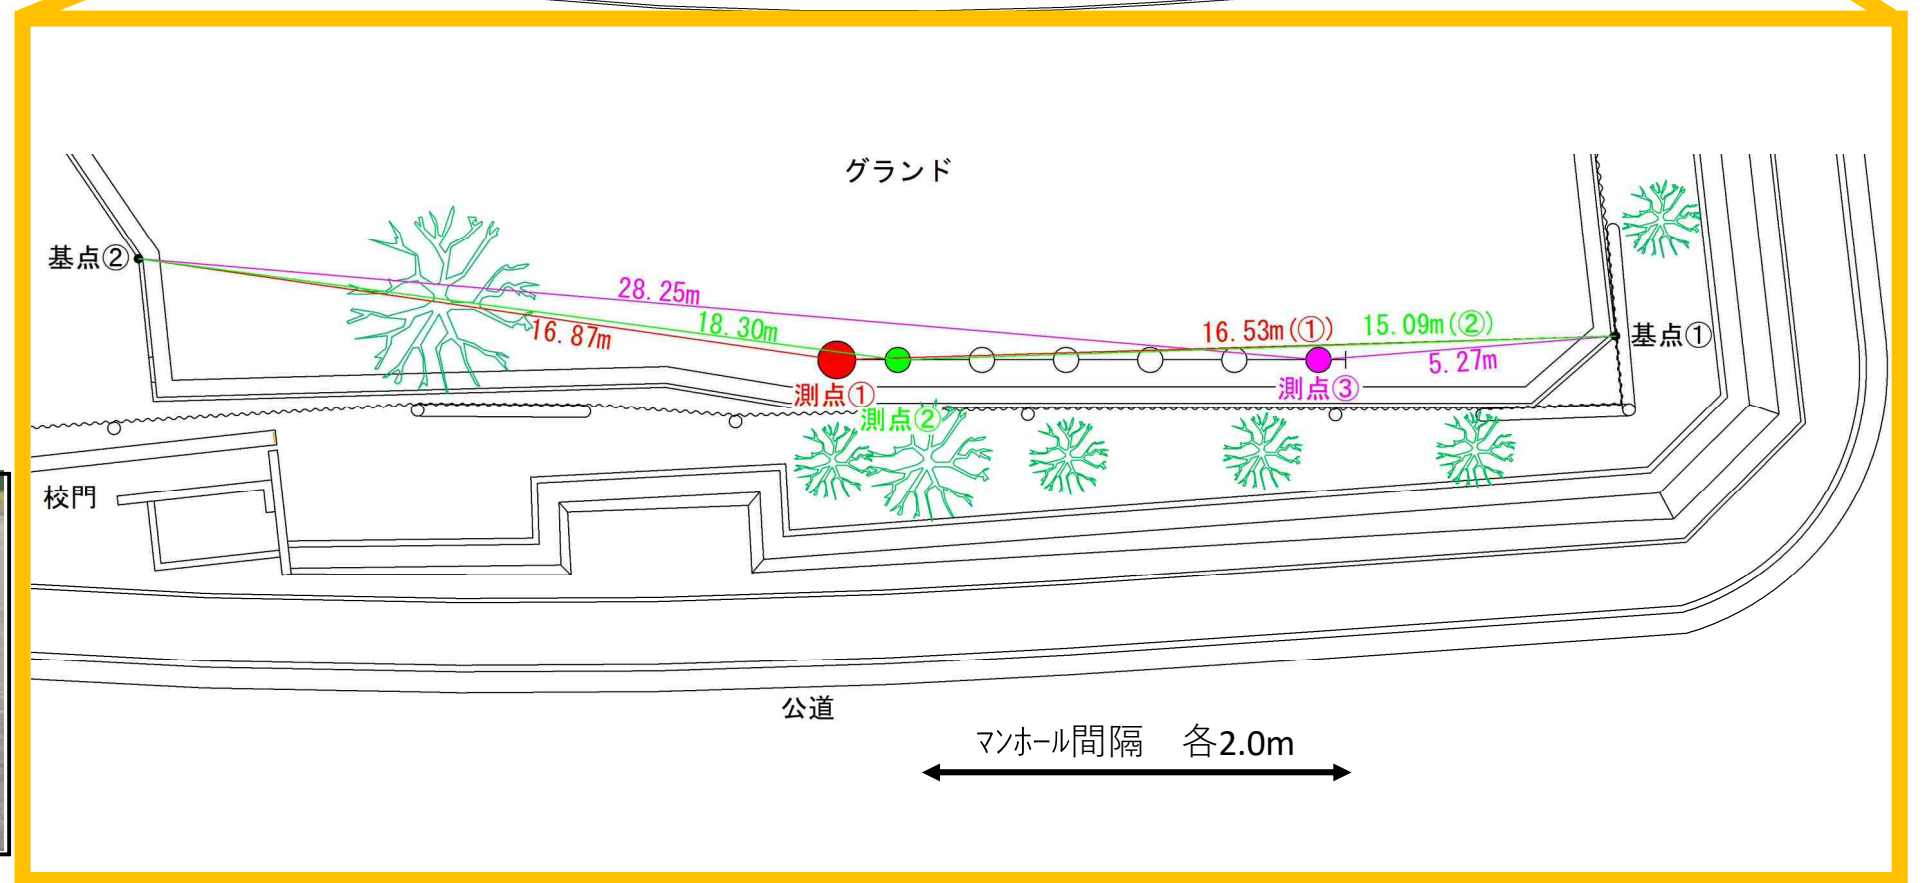 グランド
基点②
28.25m
18.30m
16.87m
16.53m(①)
15.09m(②)
基点①
5.27m
測点①
測点②
測点③
校門
公道
マンホール間隔　各2.0m